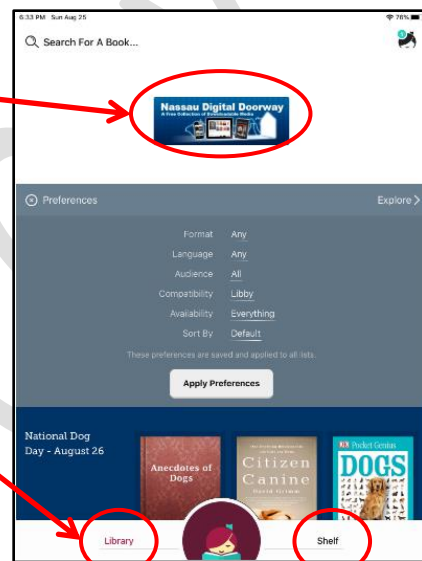 6:33 PM Sun Aug 25
76%
Search For A Book...
1
Nassau Digital Doorway
A Free Collection of Downloadable Media
Preferences
Explore
Format Any
Language Any
Audience All
Compatibility Libby
Availability Everything
Sort By Default
These preferences are saved and applied to all lists.
Apply Preferences
National Dog
Day - August 26
Anecdotes of
Dogs
Citizen
Canine
DK Pocket Genius
DOGS
Library
Shelf